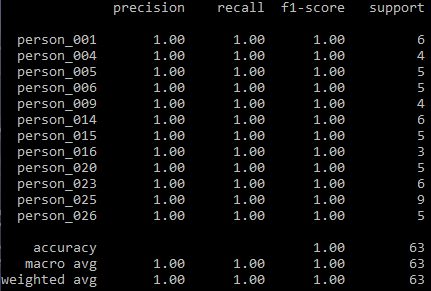 precision recall f1-score support
person_001 1.00 1.00 1.00 6
person_004 1.00 1.00 1.00 4
person_005 1.00 1.00 1.00 5
person_006 1.00 1.00 1.00 5
person_009 1.00 1.00 1.00 4
person_014 1.00 1.00 1.00 6
person_015 1.00 1.00 1.00 5
person_016 1.00 1.00 1.00 3
person_020 1.00 1.00 1.00 5
person_023 1.00 1.00 1.00 6
person_025 1.00 1.00 1.00 9
person_026 1.00 1.00 1.00 5
accuracy 1.00 63
macro avg 1.00 1.00 1.00 63
weighted avg 1.00 1.00 1.00 63